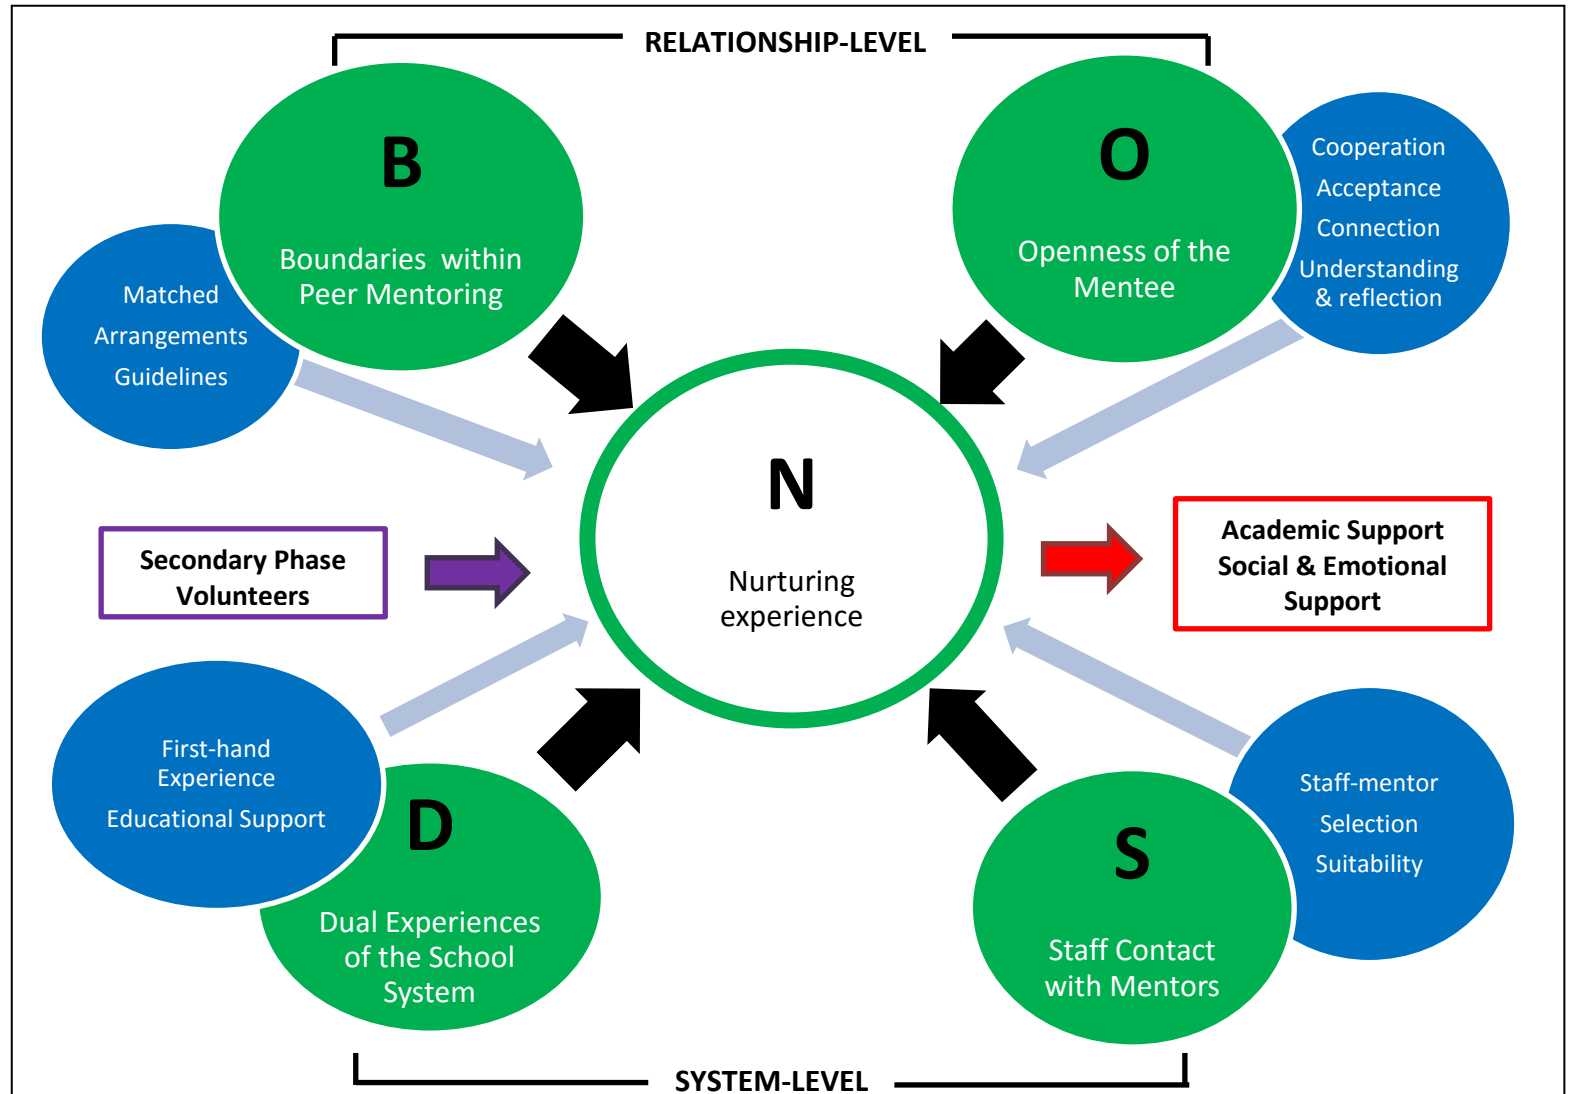 RELATIONSHIP-LEVEL
B
Boundaries within
Peer Mentoring
Matched
Arrangements
Guidelines
O
Openness of the
Mentee
Cooperation
Acceptance
Connection
Understanding
& reflection
N
Nurturing
experience
Secondary Phase
Volunteers
Academic Support
Social & Emotional
Support
First-hand
Experience
Educational Support
D
Dual Experiences
of the School
System
S
Staff Contact
with Mentors
Staff-mentor
Selection
Suitability
SYSTEM-LEVEL